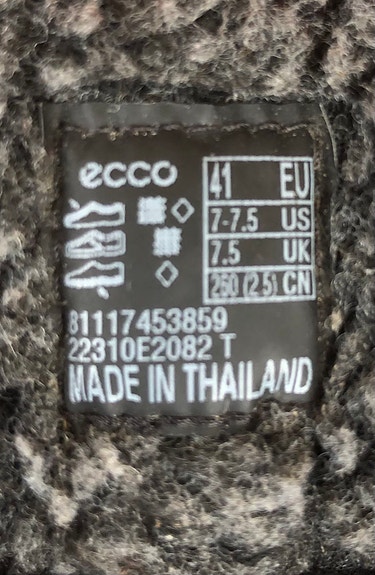 ecco
41 EU
7-7.5 US
7.5 UK
260 (2.5) CN
81117453859
22310E2082 T
MADE IN THAILAND